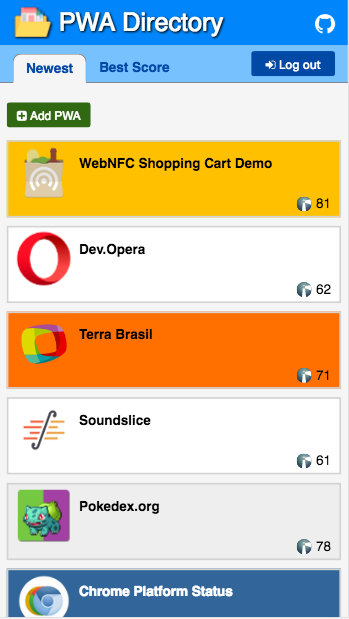 PWA Directory
Newest
Best Score
Log out
Add PWA
WebNFC Shopping Cart Demo
81
Dev.Opera
62
Terra Brasil
71
Soundslice
61
Pokedex.org
78
Chrome Platform Status